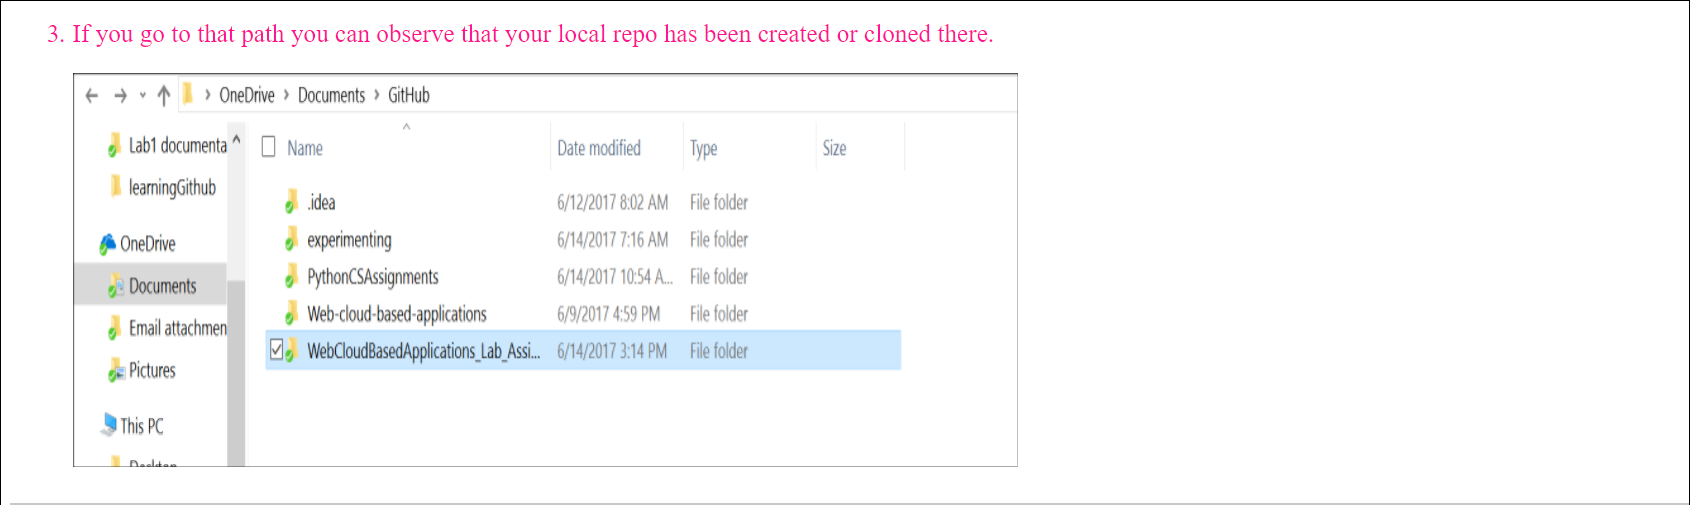 3. If you go to that path you can observe that your local repo has been created or cloned there.
OneDrive > Documents > GitHub
Lab1 documenta
Name Date modified Type Size
learningGithub
.idea 6/12/2017 8:02 AM File folder
OneDrive
experimenting 6/14/2017 7:16 AM File folder
Documents
PythonCSAssignments 6/14/2017 10:54 A... File folder
Email attachmen
Web-cloud-based-applications 6/9/2017 4:59 PM File folder
Pictures
WebCloudBasedApplications_Lab_Assi... 6/14/2017 3:14 PM File folder
This PC
Desktop